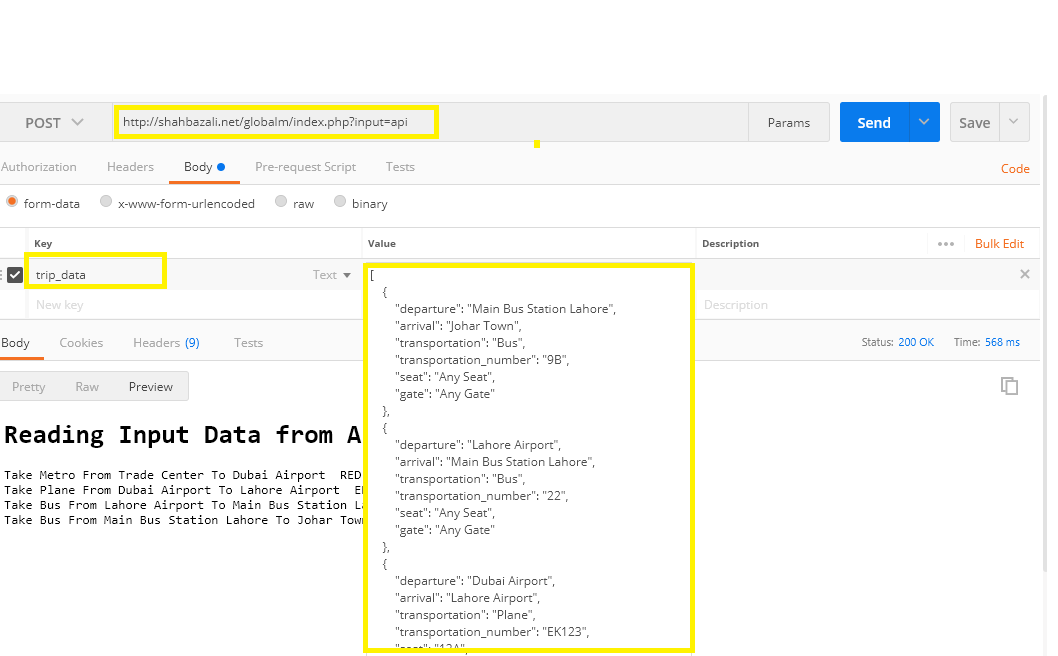 POST http://shahbazali.net/globalm/index.php?input=api Params Send Save
Authorization Headers Body Pre-request Script Tests Code
form-data x-www-form-urlencoded raw binary
Key Value Description ••• Bulk Edit
trip_data Text
New key Description
[
{
"departure": "Main Bus Station Lahore",
"arrival": "Johar Town",
"transportation": "Bus",
"transportation_number": "9B",
"seat": "Any Seat",
"gate": "Any Gate"
},
{
"departure": "Lahore Airport",
"arrival": "Main Bus Station Lahore",
"transportation": "Bus",
"transportation_number": "22",
"seat": "Any Seat",
"gate": "Any Gate"
},
{
"departure": "Dubai Airport",
"arrival": "Lahore Airport",
"transportation": "Plane",
"transportation_number": "EK123",
"seat": "12A",
Body Cookies Headers (9) Tests Status: 200 OK Time: 568 ms
Pretty Raw Preview
Reading Input Data from A
Take Metro From Trade Center To Dubai Airport RED
Take Plane From Dubai Airport To Lahore Airport
Take Bus From Lahore Airport To Main Bus Station
Take Bus From Main Bus Station Lahore To Johar Town